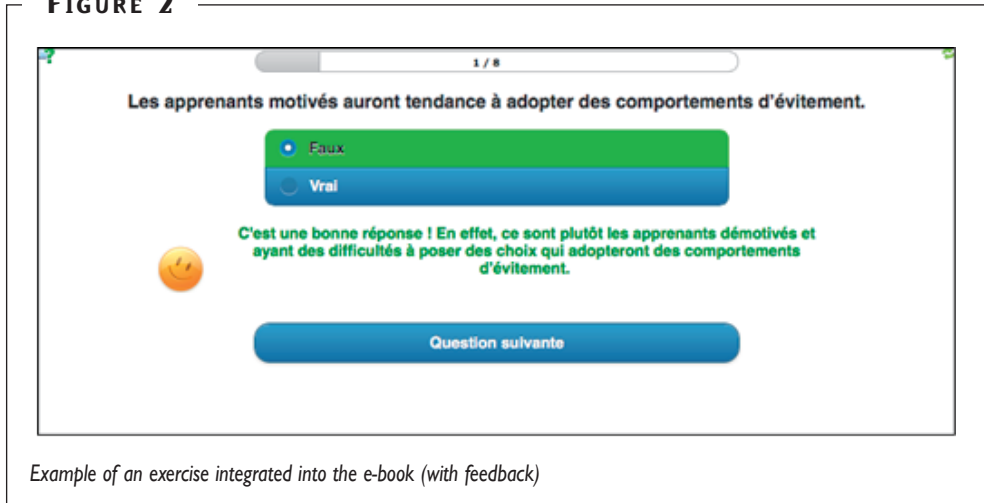 FIGURE 2
1 / 8
Les apprenants motivés auront tendance à adopter des comportements d'évitement.
Faux
Vrai
C'est une bonne réponse ! En effet, ce sont plutôt les apprenants démotivés et
ayant des difficultés à poser des choix qui adopteront des comportements
d'évitement.
Question suivante
Example of an exercise integrated into the e-book (with feedback)